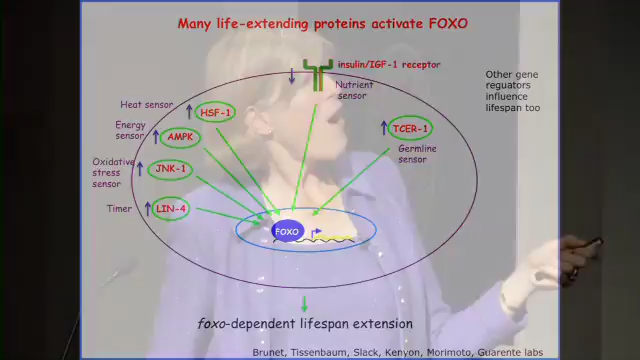 Many life-extending proteins activate FOXO
insulin/IGF-1 receptor
Nutrient
sensor
Other gene
reguators
influence
lifespan too
Heat sensor
HSF-1
Energy
sensor
AMPK
TCER-1
Germline
sensor
Oxidative
stress
sensor
JNK-1
Timer
LIN-4
FOXO
foxo-dependent lifespan extension
Brunet, Tissenbaum, Slack, Kenyon, Morimoto, Guarente labs